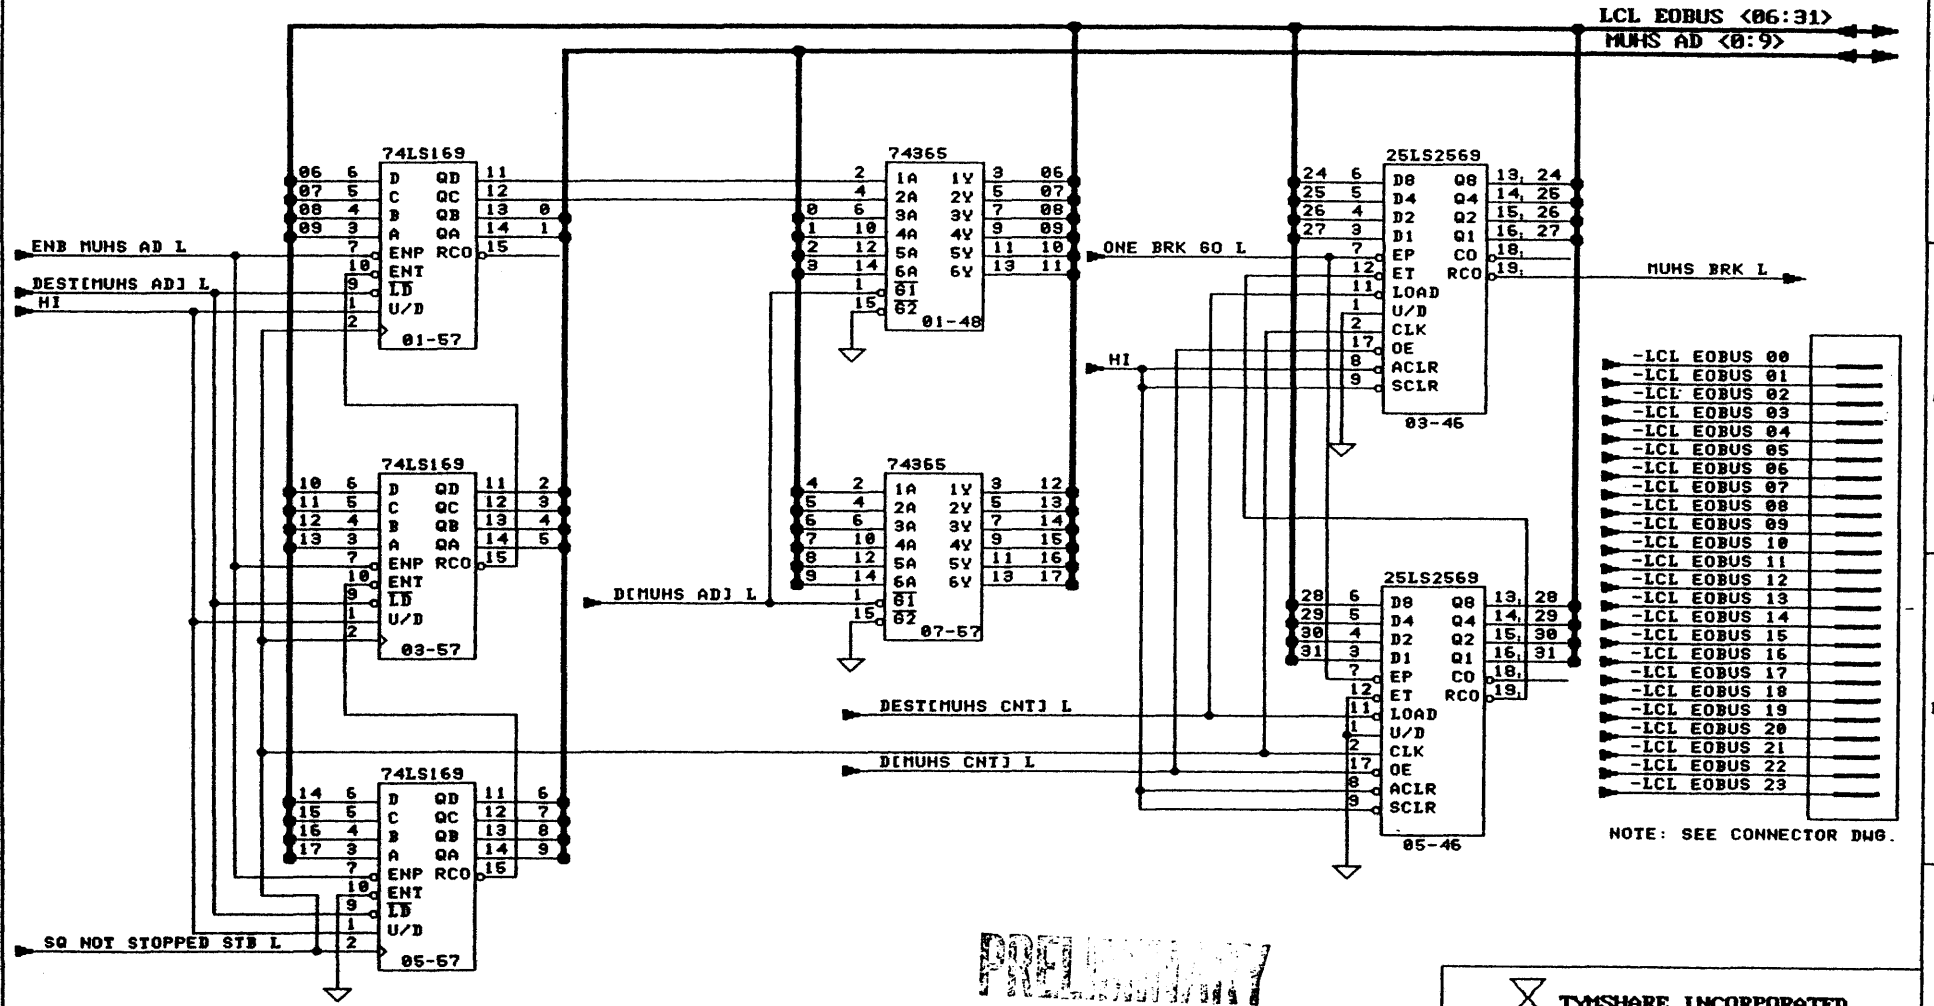 LCL EOBUS <06:31>
MUHS AD <0:9>
74LS169
06 6 D QD 11
07 5 C QC 12
08 4 B QB 13 0
09 3 A QA 14 1
7 ENP RCO 15
10 ENT
9 LD
1 U/D
2
01-57
ENB MUHS AD L
DEST[MUHS AD] L
HI
74LS169
10 6 D QD 11 2
11 5 C QC 12 3
12 4 B QB 13 4
13 3 A QA 14 5
7 ENP RCO 15
10 ENT
9 LD
1 U/D
2
03-57
74LS169
14 6 D QD 11 6
15 5 C QC 12 7
16 4 B QB 13 8
17 3 A QA 14 9
7 ENP RCO 15
10 ENT
9 LD
1 U/D
2
05-57
SQ NOT STOPPED STB L
74365
2 1A 1Y 3 06
4 2A 2Y 5 07
0 6 3A 3Y 7 08
1 10 4A 4Y 9 09
2 12 5A 5Y 11 10
3 14 6A 6Y 13 11
1 G1
15 G2
01-48
74365
4 2 1A 1Y 3 12
5 4 2A 2Y 5 13
6 6 3A 3Y 7 14
7 10 4A 4Y 9 15
8 12 5A 5Y 11 16
9 14 6A 6Y 13 17
1 G1
15 G2
07-57
D[MUHS AD] L
25LS2569
24 6 D8 Q8 13 24
25 5 D4 Q4 14 25
26 4 D2 Q2 15 26
27 3 D1 Q1 16 27
7 EP CO 18
12 ET RCO 19
11 LOAD
1 U/D
2 CLK
17 OE
8 ACLR
9 SCLR
03-46
ONE BRK GO L
HI
MUHS BRK L
25LS2569
28 6 D8 Q8 13 28
29 5 D4 Q4 14 29
30 4 D2 Q2 15 30
31 3 D1 Q1 16 31
7 EP CO 18
12 ET RCO 19
11 LOAD
1 U/D
2 CLK
17 OE
8 ACLR
9 SCLR
05-46
DEST[MUHS CNT] L
D[MUHS CNT] L
-LCL EOBUS 00
-LCL EOBUS 01
-LCL EOBUS 02
-LCL EOBUS 03
-LCL EOBUS 04
-LCL EOBUS 05
-LCL EOBUS 06
-LCL EOBUS 07
-LCL EOBUS 08
-LCL EOBUS 09
-LCL EOBUS 10
-LCL EOBUS 11
-LCL EOBUS 12
-LCL EOBUS 13
-LCL EOBUS 14
-LCL EOBUS 15
-LCL EOBUS 16
-LCL EOBUS 17
-LCL EOBUS 18
-LCL EOBUS 19
-LCL EOBUS 20
-LCL EOBUS 21
-LCL EOBUS 22
-LCL EOBUS 23
NOTE: SEE CONNECTOR DWG.
PRELIMINARY
TYMSHARE INCORPORATED